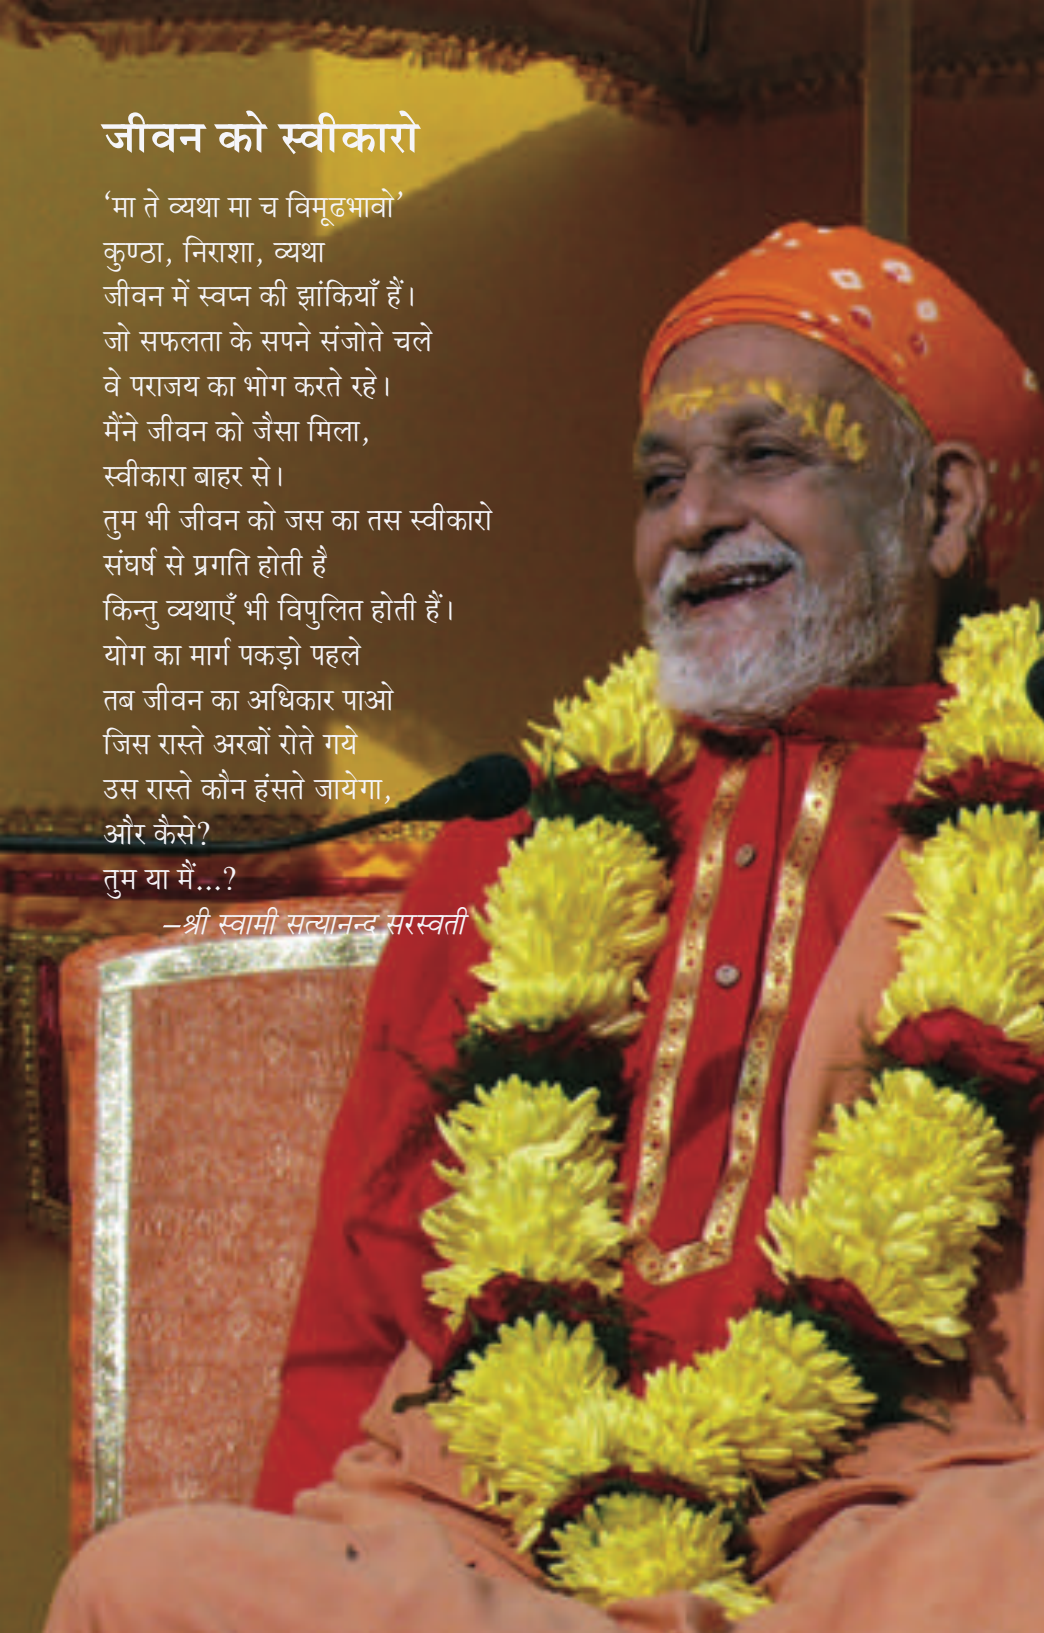 जीवन को स्वीकारो
‘मा ते व्यथा मा च विमूढभावो’
कुण्ठा, निराशा, व्यथा
जीवन में स्वप्न की झांकियाँ हैं।
जो सफलता के सपने संजोते चले
वे पराजय का भोग करते रहे।
मैंने जीवन को जैसा मिला,
स्वीकारा बाहर से।
तुम भी जीवन को जस का तस स्वीकारो
संघर्ष से प्रगति होती है
किन्तु व्यथाएँ भी विपुलित होती हैं।
योग का मार्ग पकड़ो पहले
तब जीवन का अधिकार पाओ
जिस रास्ते अरबों रोते गये
उस रास्ते कौन हंसते जायेगा,
और कैसे?
तुम या मैं...?
–श्री स्वामी सत्यानन्द सरस्वती